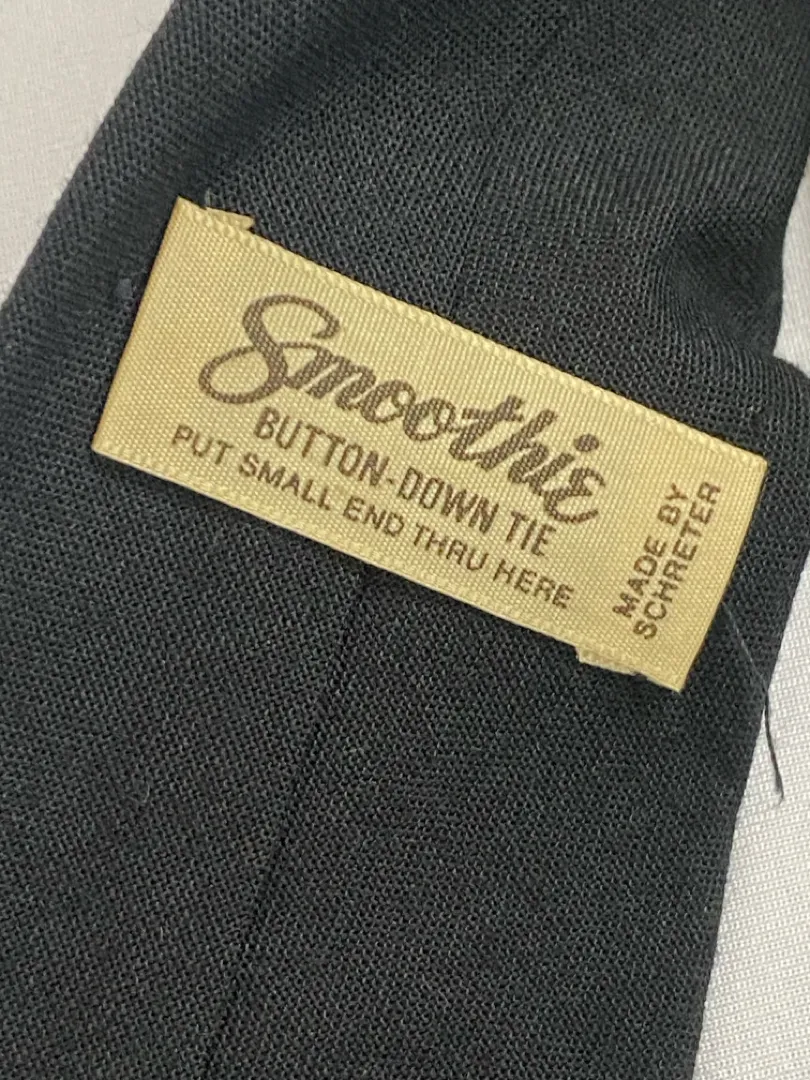 Smoothie
BUTTON-DOWN TIE
PUT SMALL END THRU HERE
MADE BY
SCHRETER